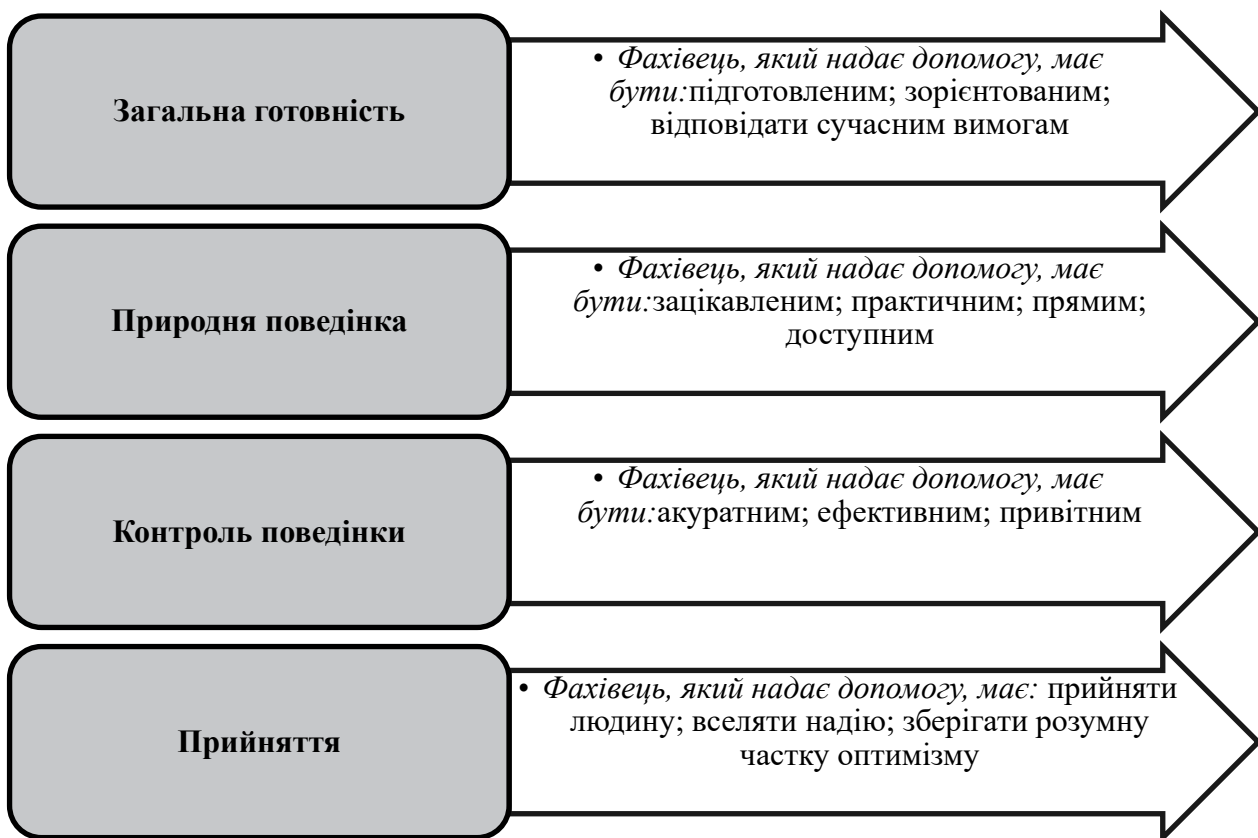 Загальна готовність
• Фахівець, який надає допомогу, має
бути:підготовленим; зорієнтованим;
відповідати сучасним вимогам
Природня поведінка
• Фахівець, який надає допомогу, має
бути:зацікавленим; практичним; прямим;
доступним
Контроль поведінки
• Фахівець, який надає допомогу, має
бути:акуратним; ефективним; привітним
Прийняття
• Фахівець, який надає допомогу, має: прийняти
людину; вселяти надію; зберігати розумну
частку оптимізму